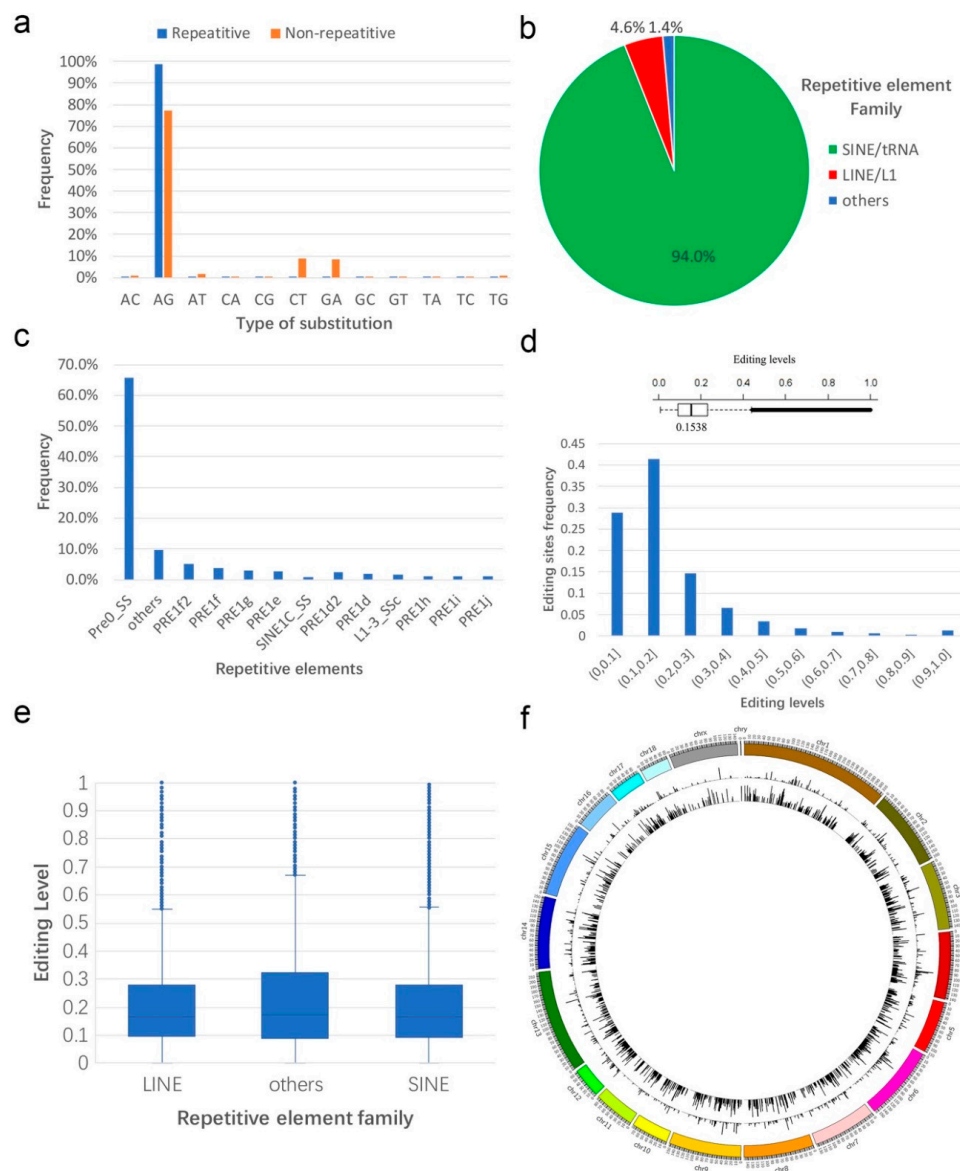 a
Repeatitive
Non-repeatitive
100%
90%
80%
70%
60%
50%
40%
30%
20%
10%
0%
Frequency
AC AG AT CA CG CT GA GC GT TA TC TG
Type of substitution
b
4.6% 1.4%
94.0%
Repetitive element
Family
SINE/tRNA
LINE/L1
others
c
70.0%
60.0%
50.0%
40.0%
30.0%
20.0%
10.0%
0.0%
Frequency
Pre0_SS
others
PRE1f2
PRE1f
PRE1g
PRE1e
SINE1C_SS
PRE1d2
PRE1d
L1-3_SSc
PRE1h
PRE1i
PRE1j
Repetitive elements
d
Editing levels
0.0 0.2 0.4 0.6 0.8 1.0
0.1538
0.45
0.4
0.35
0.3
0.25
0.2
0.15
0.1
0.05
0
Editing sites frequency
(0,0.1]
(0.1,0.2]
(0.2,0.3]
(0.3,0.4]
(0.4,0.5]
(0.5,0.6]
(0.6,0.7]
(0.7,0.8]
(0.8,0.9]
(0.9,1.0]
Editing levels
e
1
0.9
0.8
0.7
0.6
0.5
0.4
0.3
0.2
0.1
0
Editing Level
LINE others SINE
Repetitive element family
f
chry
chr1
chr2
chr3
chr5
chr6
chr7
chr8
chr9
chr10
chr11
chr12
chr13
chr14
chr15
chr16
chr17
chr18
chrx